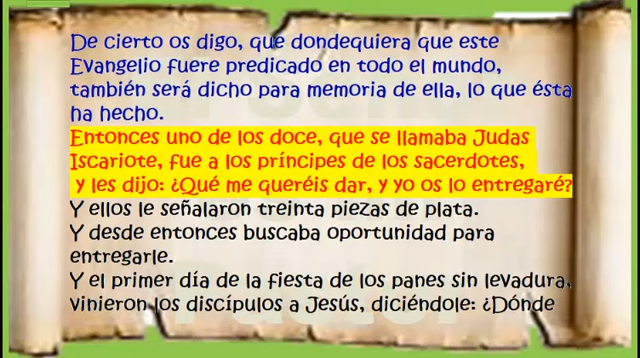 De cierto os digo, que dondequiera que este
Evangelio fuere predicado en todo el mundo,
también será dicho para memoria de ella, lo que ésta
ha hecho.
Entonces uno de los doce, que se llamaba Judas
Iscariote, fue a los príncipes de los sacerdotes,
y les dijo: ¿Qué me queréis dar, y yo os lo entregaré?
Y ellos le señalaron treinta piezas de plata.
Y desde entonces buscaba oportunidad para
entregarle.
Y el primer día de la fiesta de los panes sin levadura,
vinieron los discípulos a Jesús, diciéndole: ¿Dónde